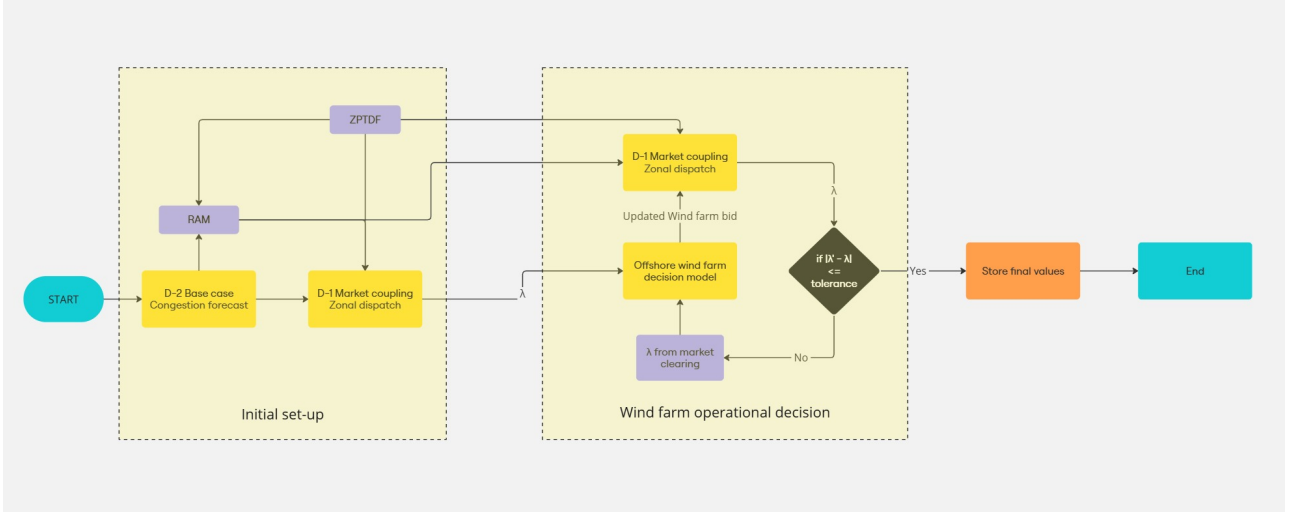 START
ZPTDF
RAM
D-2 Base case
Congestion forecast
D-1 Market coupling
Zonal dispatch
Initial set-up
λ
D-1 Market coupling
Zonal dispatch
Updated Wind farm bid
Offshore wind farm
decision model
λ from market
clearing
λ
if |λ' - λ|
<=
tolerance
No
Wind farm operational decision
Yes
Store final values
End